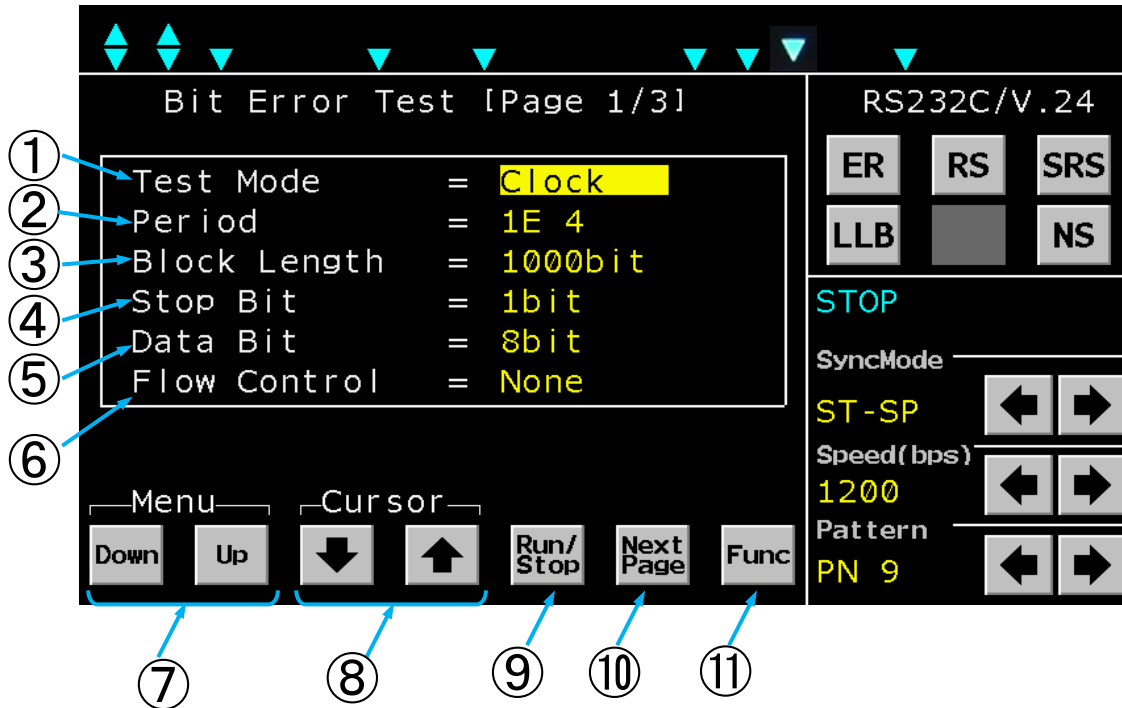 Bit Error Test [Page 1/3]
① Test Mode = Clock
② Period = 1E 4
③ Block Length = 1000bit
④ Stop Bit = 1bit
⑤ Data Bit = 8bit
⑥ Flow Control = None
Menu Cursor
Down Up Run/Stop Next Page Func
⑦ ⑧ ⑨ ⑩ ⑪
RS232C/V.24
ER RS SRS
LLB NS
STOP
SyncMode
ST-SP
Speed(bps)
1200
Pattern
PN 9